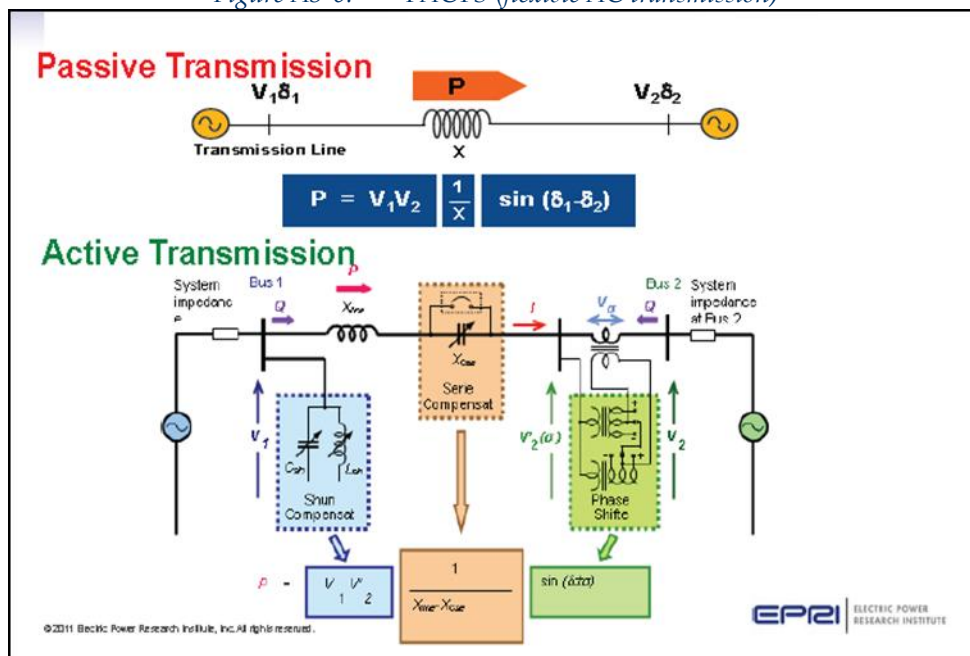 Passive Transmission
V₁δ₁
P
V₂δ₂
Transmission Line
X
P = V₁V₂ 1/X sin (δ₁-δ₂)
Active Transmission
System
impedanc
e
Bus 1
Q
P
Xline
XCse
Serie
Compensat
I
Vσ
Q
Bus 2
System
impedance
at Bus 2
V₁
Csh
Lsh
Shun
Compensat
V'₂(σ)
Phase
Shifte
V₂
P =
V₁ V'₂
1
Xline-XCse
sin (δ±σ)
©2011 Electric Power Research Institute, Inc. All rights reserved.
EPRI
ELECTRIC POWER
RESEARCH INSTITUTE